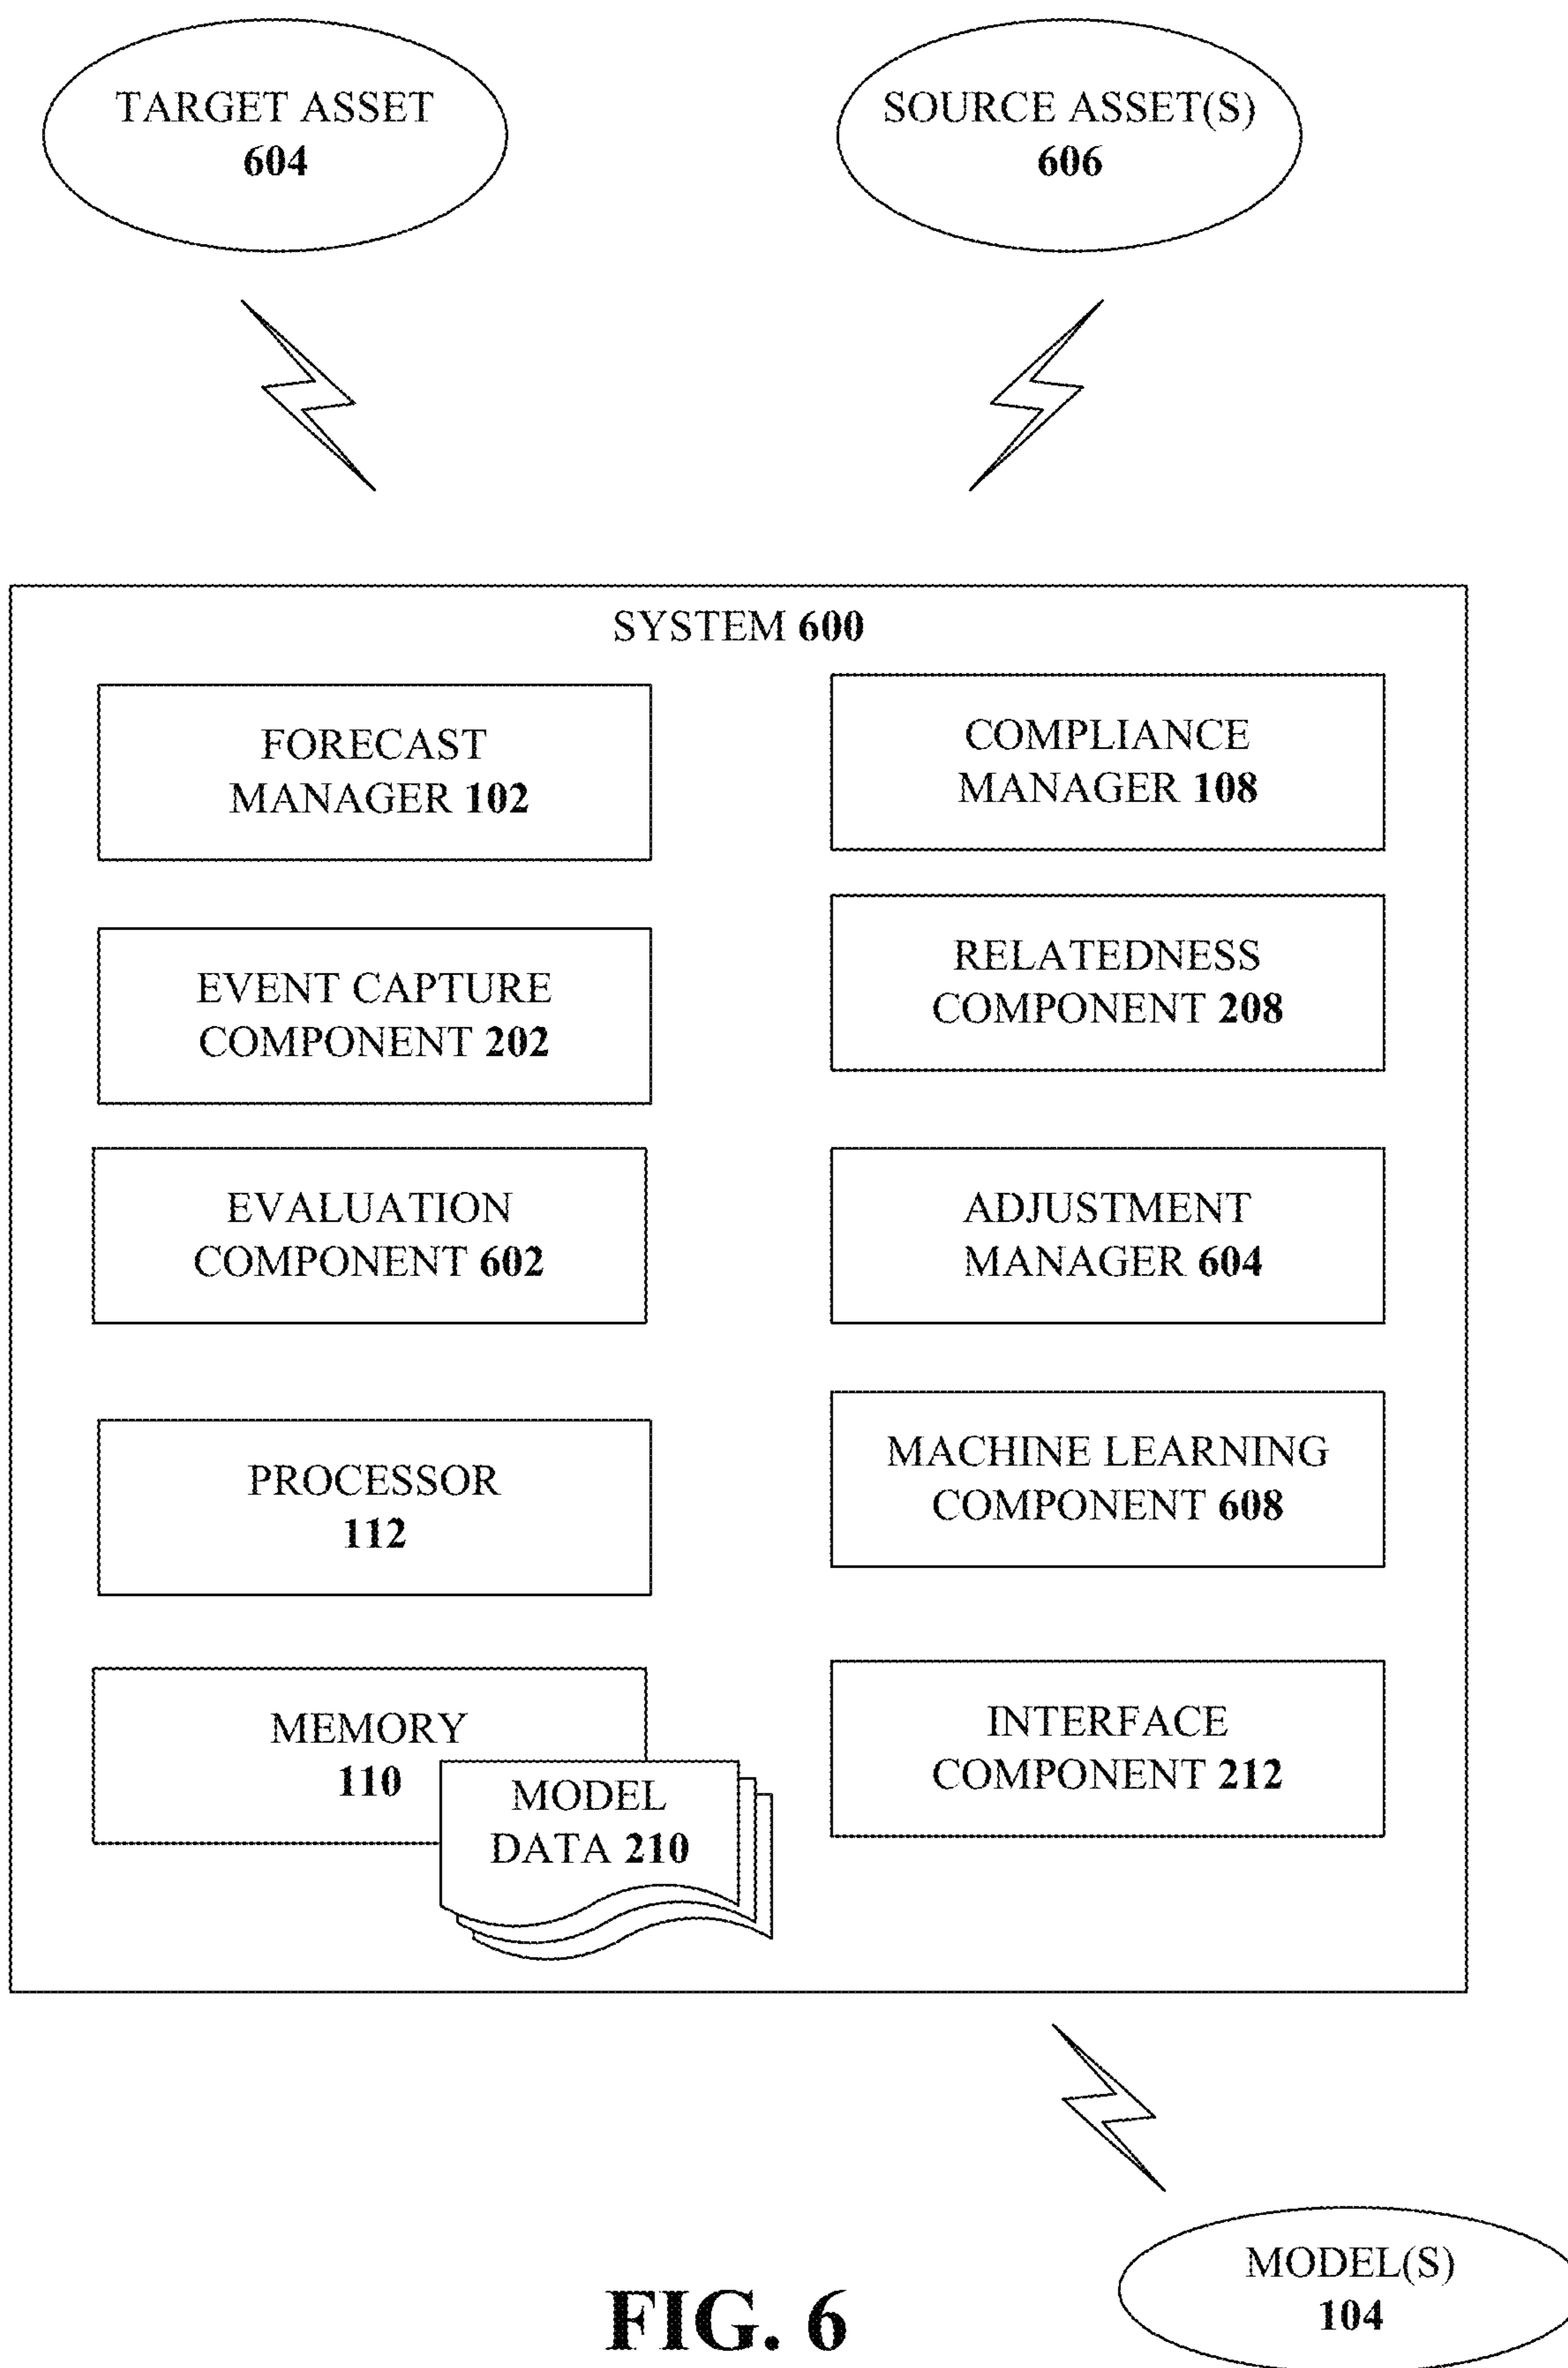 TARGET ASSET
604
SOURCE ASSET(S)
606
SYSTEM 600
FORECAST
MANAGER 102
COMPLIANCE
MANAGER 108
EVENT CAPTURE
COMPONENT 202
RELATEDNESS
COMPONENT 208
EVALUATION
COMPONENT 602
ADJUSTMENT
MANAGER 604
PROCESSOR
112
MACHINE LEARNING
COMPONENT 608
MEMORY
110
MODEL
DATA 210
INTERFACE
COMPONENT 212
MODEL(S)
104
FIG. 6